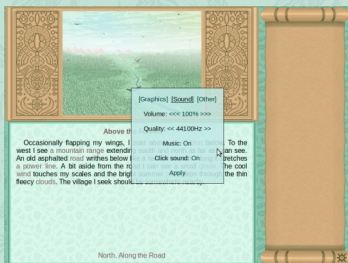 [Graphics] [Sound] [Other]
Volume: <<< 100% >>>
Quality: << 44100Hz >>
Music: On
Click sound: On
Apply
Above th
Occasionally flapping my wings, I To the
west I see a mountain range extending can see.
An old asphalted road writhes below stretches
a power line. A bit aside from the The cool
wind touches my scales and the bright the thin
fleecy clouds. The village I seek should
North, Along the Road